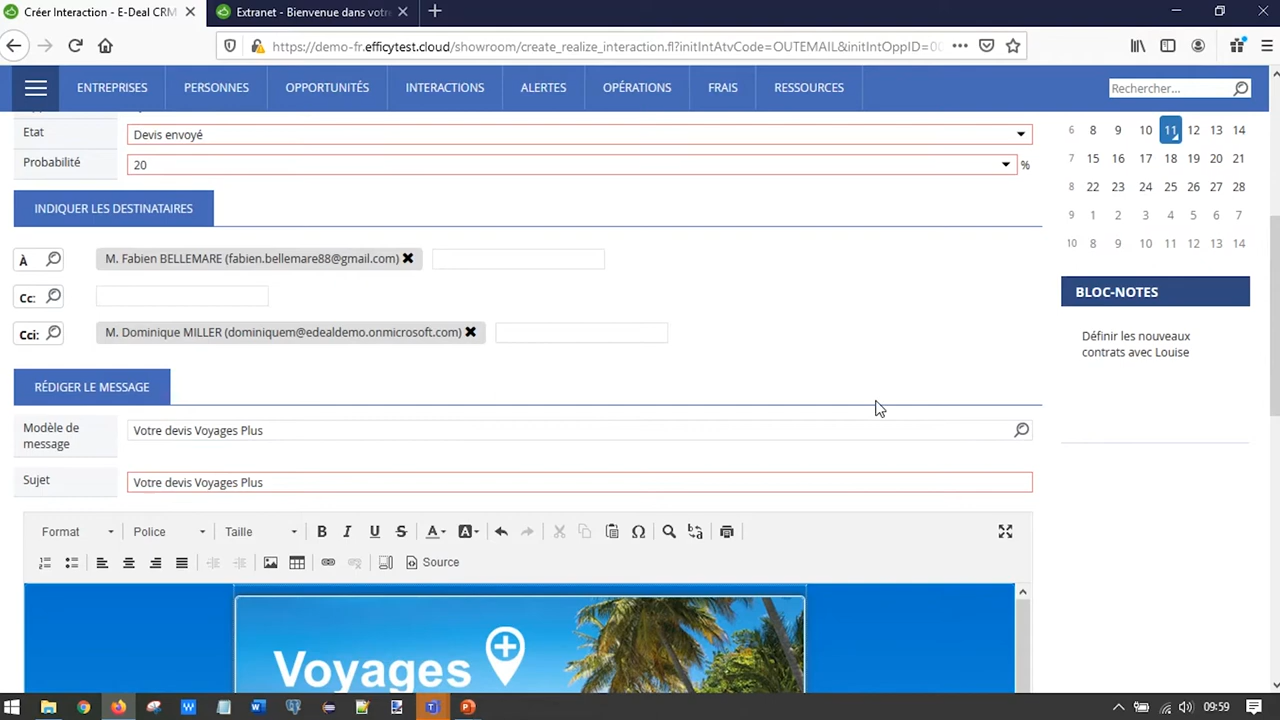 Créer Interaction - E-Deal CRM
Extranet - Bienvenue dans votr
https://demo-fr.efficytest.cloud/showroom/create_realize_interaction.fl?initIntAtvCode=OUTEMAIL&initIntOppID=0
ENTREPRISES PERSONNES OPPORTUNITÉS INTERACTIONS ALERTES OPÉRATIONS FRAIS RESSOURCES
Rechercher...
Etat Devis envoyé
Probabilité 20 %
INDIQUER LES DESTINATAIRES
À M. Fabien BELLEMARE (fabien.bellemare88@gmail.com)
Cc:
Cci: M. Dominique MILLER (dominiquem@edealdemo.onmicrosoft.com)
RÉDIGER LE MESSAGE
Modèle de
message
Votre devis Voyages Plus
Sujet Votre devis Voyages Plus
Format Police Taille B I U S A A
Source
Voyages
6 8 9 10 11 12 13 14
7 15 16 17 18 19 20 21
8 22 23 24 25 26 27 28
9 1 2 3 4 5 6 7
10 8 9 10 11 12 13 14
BLOC-NOTES
Définir les nouveaux
contrats avec Louise
09:59